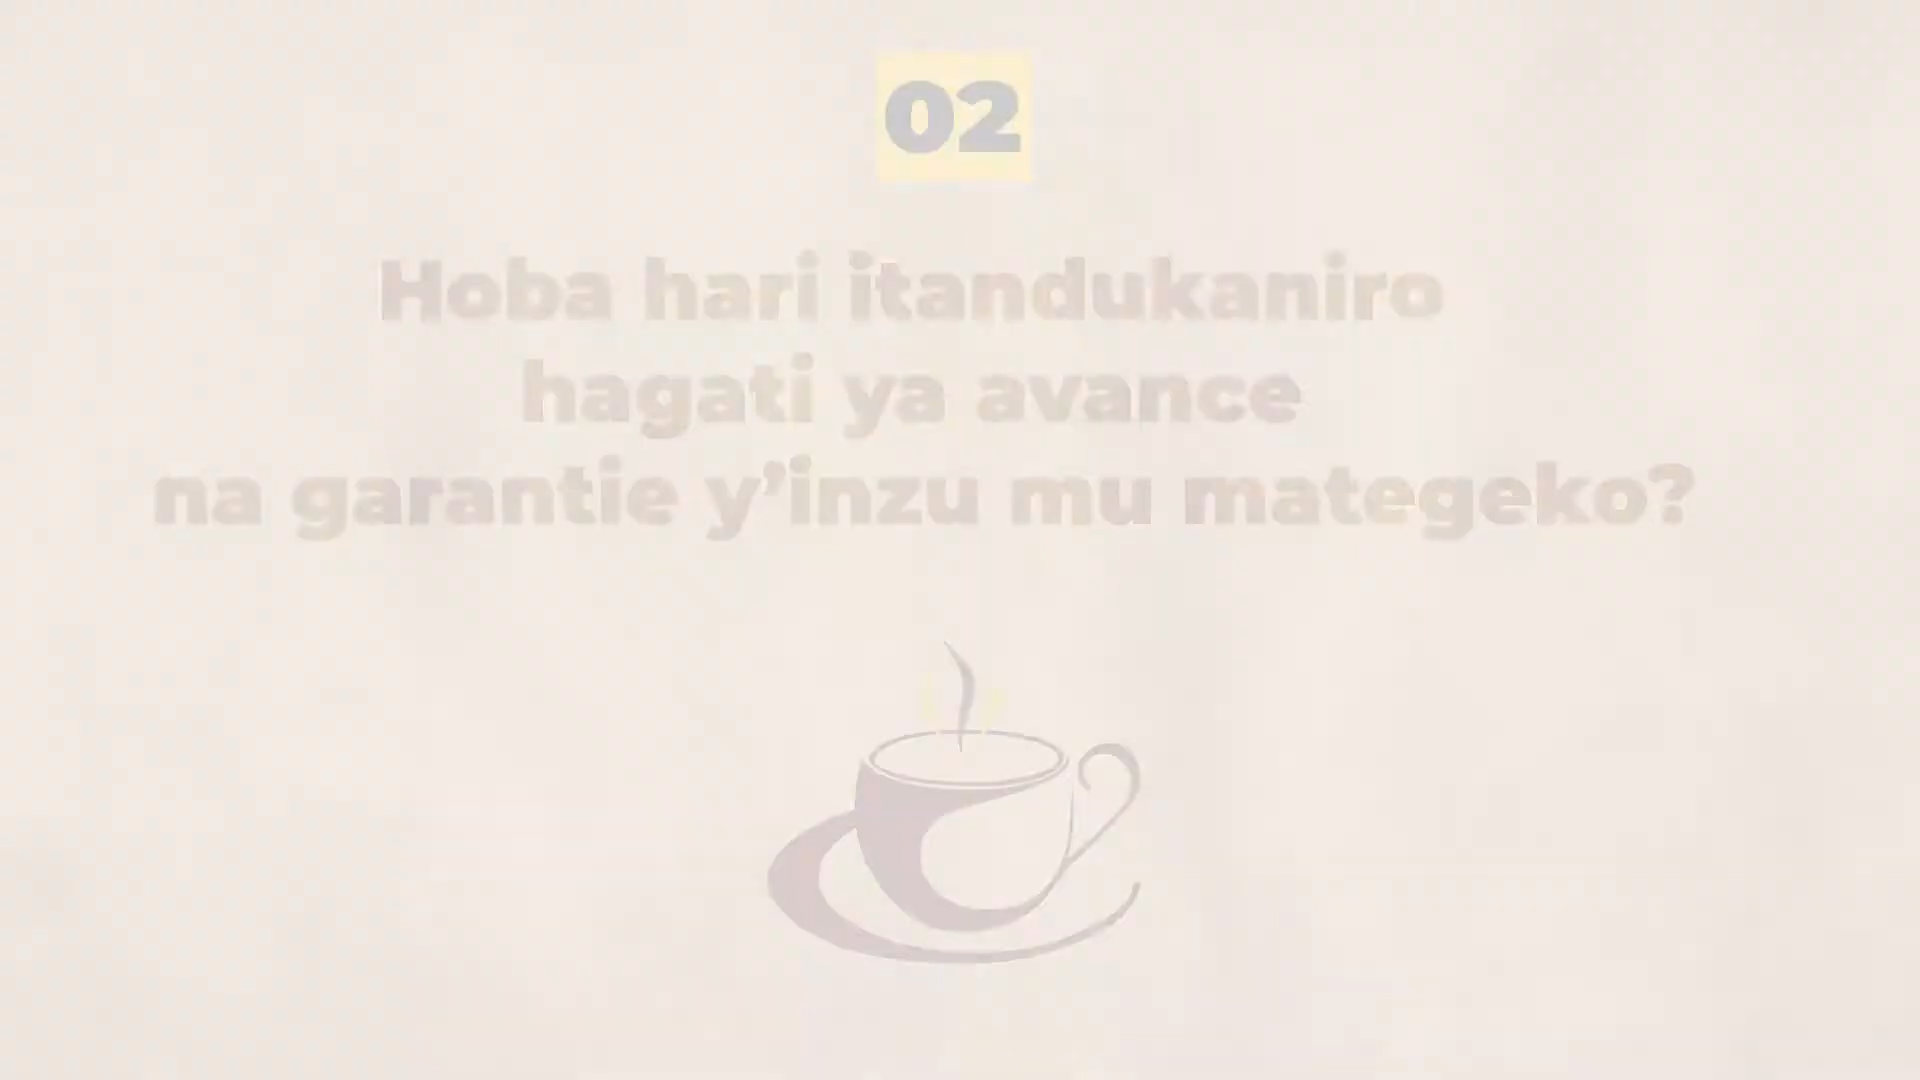 02
Hoba hari itandukaniro
hagati ya avance
na garantie y’inzu mu mategeko?